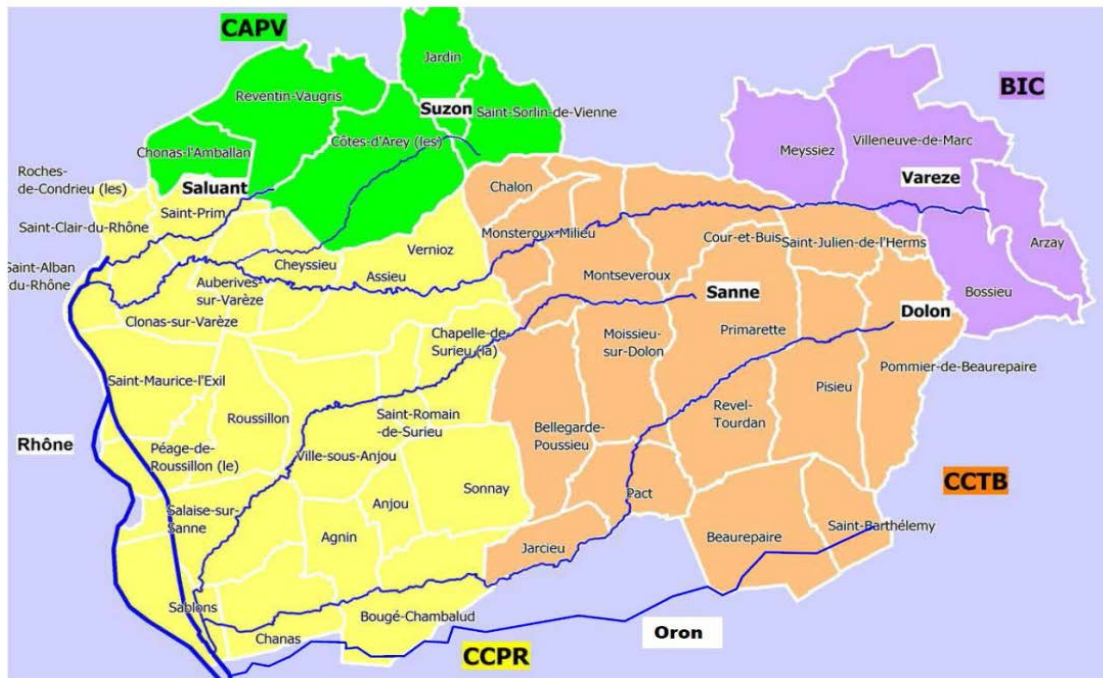 CAPV
Jardin
Reventin-Vaugris
Suzon
Saint-Sorlin-de-Vienne
BIC
Côtes-d'Arey (les)
Villeneuve-de-Marc
Meyssiez
Chonas-l'Amballan
Roches-
de-Condrieu (les)
Saluant
Chalon
Vareze
Saint-Prim
Saint-Clair-du-Rhône
Monsteroux-Milieu
Cour-et-Buis
Saint-Julien-de-l'Herms
Arzay
Vernioz
Saint-Alban
du-Rhône
Cheyssieu
Assieu
Montseveroux
Auberives-
sur-Varèze
Sanne
Bossieu
Dolon
Clonas-sur-Varèze
Chapelle-de-
Surieu (la)
Moissieu-
sur-Dolon
Primarette
Pommier-de-Beaurepaire
Saint-Maurice-l'Exil
Pisieu
Roussillon
Saint-Romain
-de-Surieu
Revel-
Tourdan
Bellegarde-
Poussieu
Rhône
Péage-de-
Roussillon (le)
Ville-sous-Anjou
CCTB
Sonnay
Pact
Anjou
Salaise-sur-
Sanne
Saint-Barthélemy
Agnin
Beaurepaire
Jarcieu
Sablons
Bougé-Chambalud
Oron
Chanas
CCPR